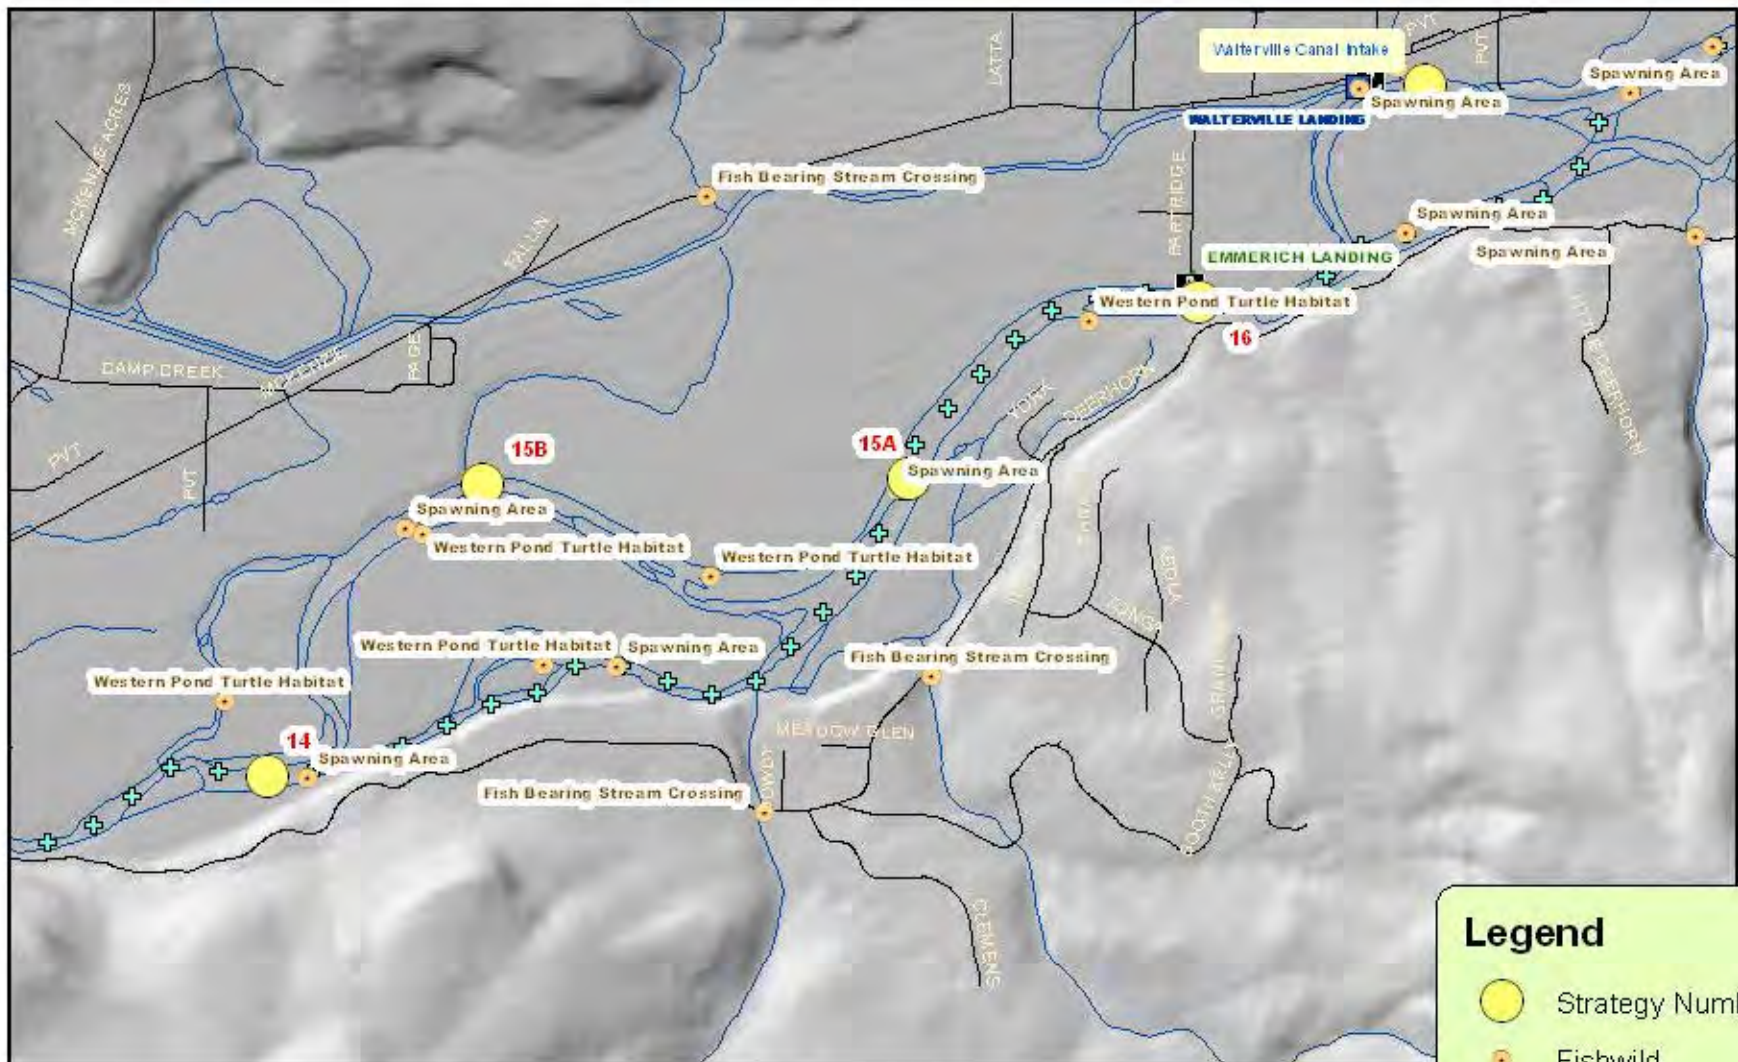 PVT
LATTA
Walterville Canal Intake
PVT
Spawning Area
MCKENZIE ACRES
Spawning Area
WALTERVILLE LANDING
Fish Bearing Stream Crossing
PARTRIDGE
Spawning Area
TALLIN
EMMERICH LANDING
Spawning Area
Western Pond Turtle Habitat
16
CAMP CREEK
MCKENZIE
PAGE
YORK
DEERHORN
LITTLE DEERHORN
15B
15A
PVT
PVT
Spawning Area
Spawning Area
Western Pond Turtle Habitat
Western Pond Turtle Habitat
VIOLA
Western Pond Turtle Habitat
Spawning Area
Fish Bearing Stream Crossing
Western Pond Turtle Habitat
MEADOW GLEN
14
Spawning Area
Fish Bearing Stream Crossing
BOOTH KELLY
CLEMENS
Legend
Strategy Numb
Fishwild